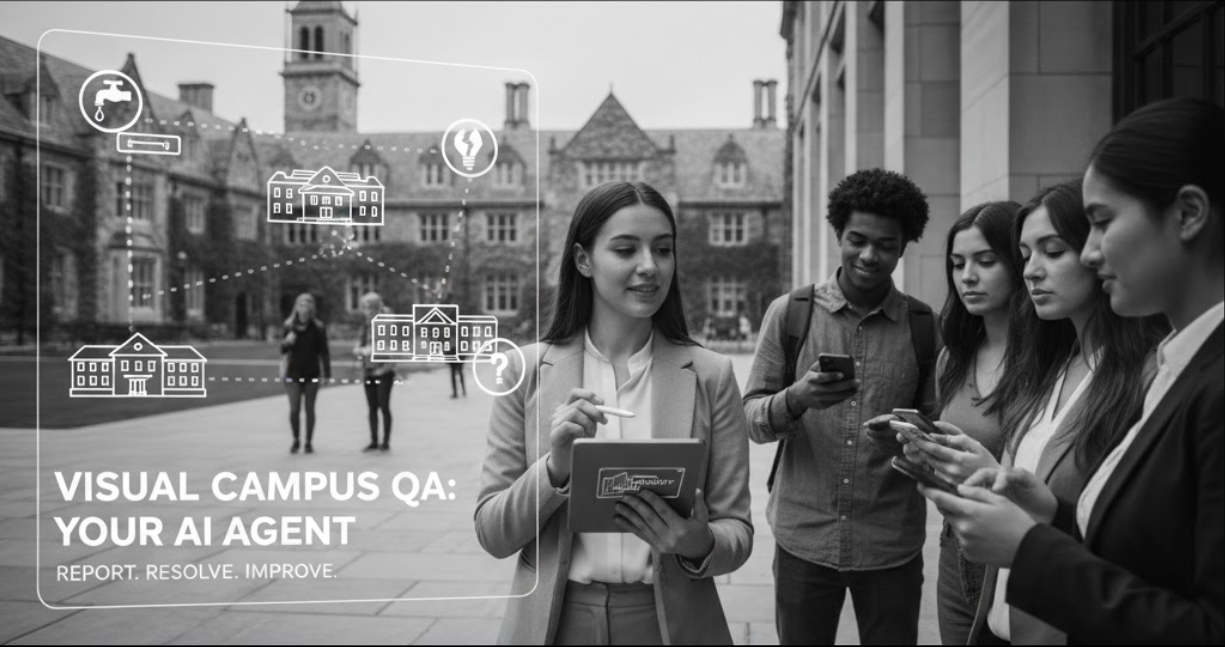 VISUAL CAMPUS QA:
YOUR AI AGENT
REPORT. RESOLVE. IMPROVE.
?